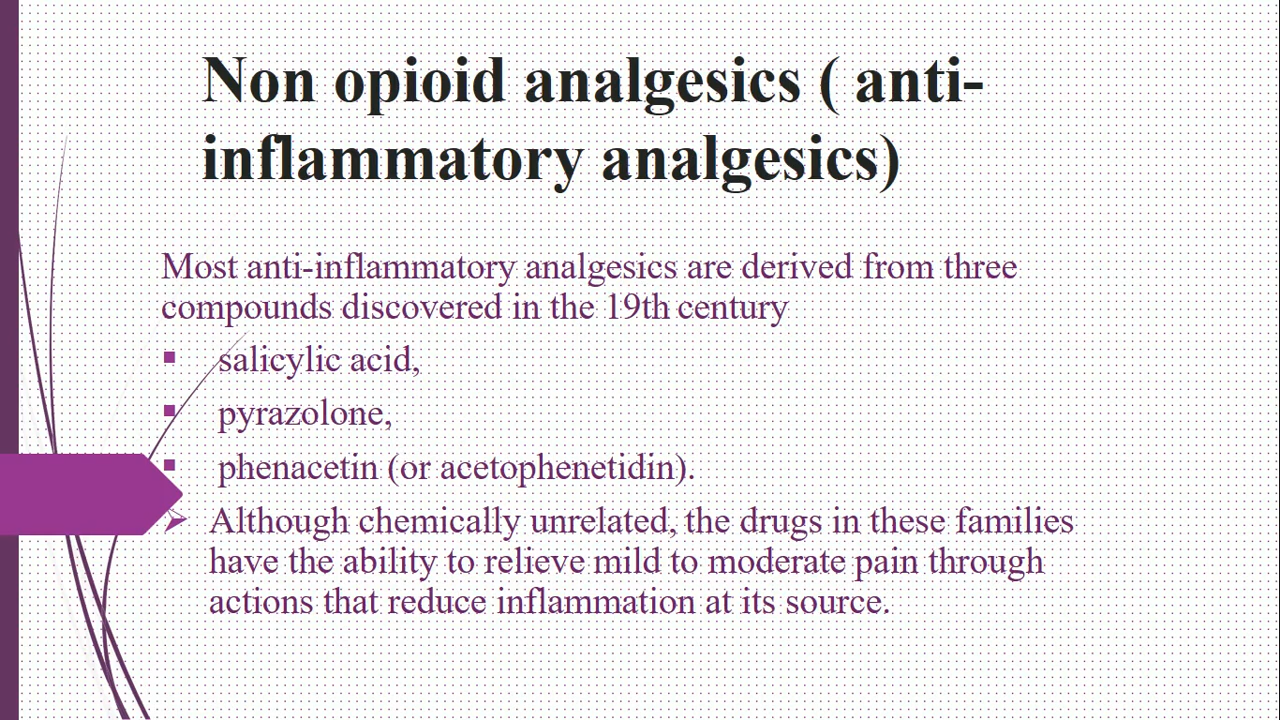 Non opioid analgesics ( anti-
inflammatory analgesics)
Most anti-inflammatory analgesics are derived from three
compounds discovered in the 19th century
▪ salicylic acid,
▪ pyrazolone,
▪ phenacetin (or acetophenetidin).
➢ Although chemically unrelated, the drugs in these families
have the ability to relieve mild to moderate pain through
actions that reduce inflammation at its source.